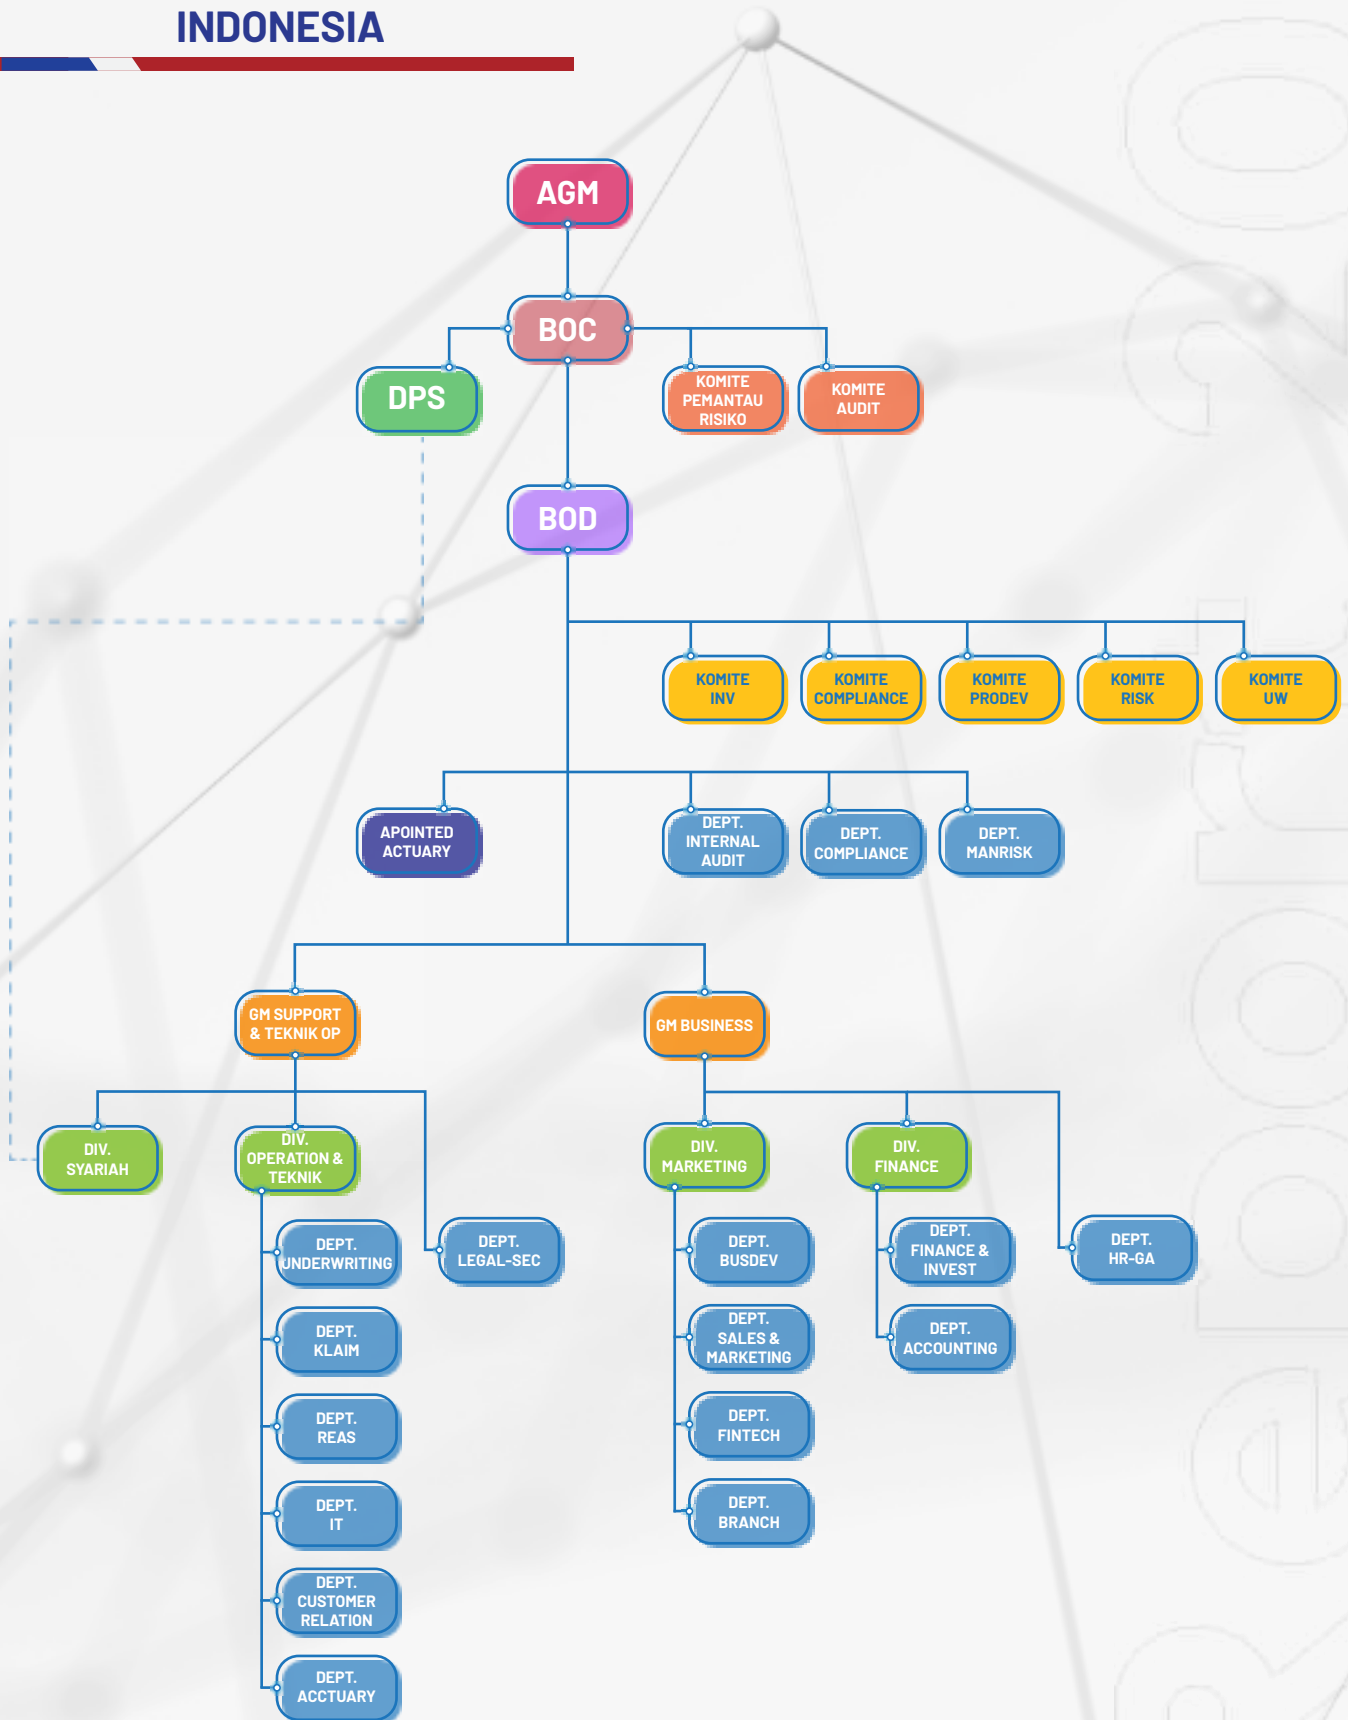 INDONESIA
AGM
BOC
DPS
KOMITE
PEMANTAU
RISIKO
KOMITE
AUDIT
BOD
KOMITE
INV
KOMITE
COMPLIANCE
KOMITE
PRODEV
KOMITE
RISK
KOMITE
UW
APOINTED
ACTUARY
DEPT.
INTERNAL
AUDIT
DEPT.
COMPLIANCE
DEPT.
MANRISK
GM SUPPORT
& TEKNIK OP
GM BUSINESS
DIV.
SYARIAH
DIV.
OPERATION &
TEKNIK
DIV.
MARKETING
DIV.
FINANCE
DEPT.
UNDERWRITING
DEPT.
LEGAL-SEC
DEPT.
BUSDEV
DEPT.
FINANCE &
INVEST
DEPT.
HR-GA
DEPT.
KLAIM
DEPT.
SALES &
MARKETING
DEPT.
ACCOUNTING
DEPT.
REAS
DEPT.
FINTECH
DEPT.
IT
DEPT.
BRANCH
DEPT.
CUSTOMER
RELATION
DEPT.
ACCTUARY